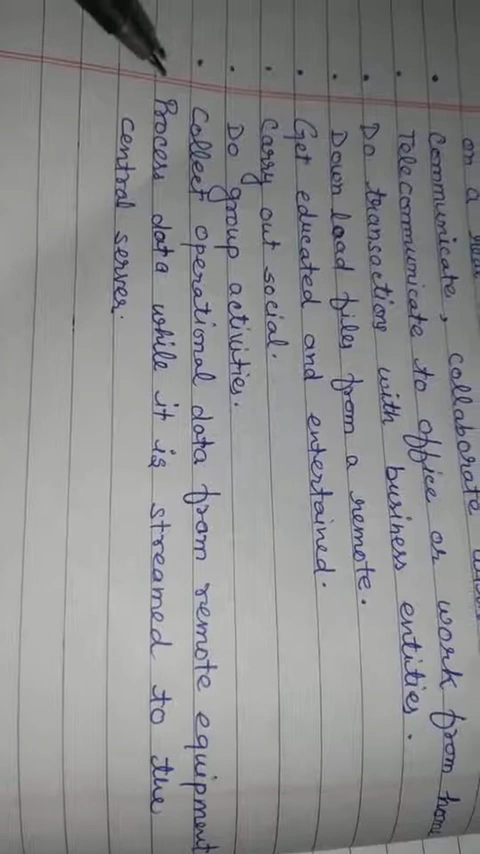 on a
• Communicate, collaborate
• Telecommunicate to office or work from home
• Do transactions with business entities.
• Down load files from a remote.
• Get educated and entertained.
• Carry out social.
• Do group activities.
• Collect operational data from remote equipment
Process data while it is streamed to the
central server.